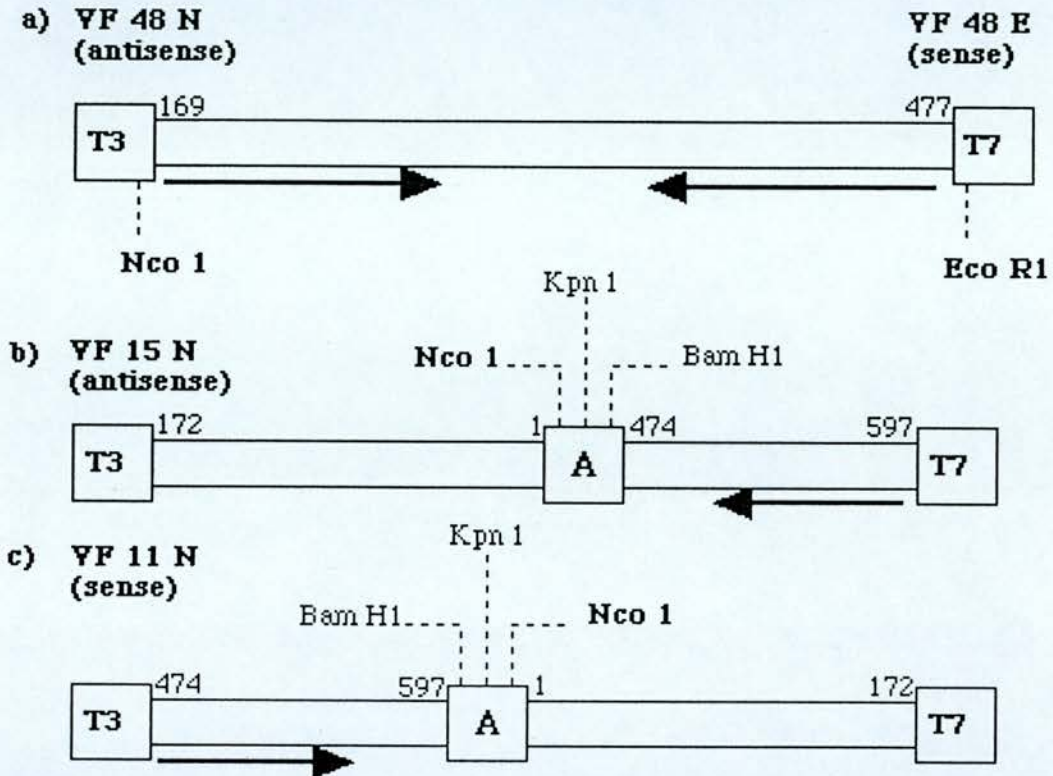 a) VF 48 N VF 48 E
(antisense) (sense)
169 477
T3 T7
Nco 1 Eco R1
Kpn 1
b) VF 15 N Nco 1 Bam H1
(antisense)
172 1 474 597
T3 A T7
Kpn 1
c) VF 11 N
(sense)
Bam H1 Nco 1
474 597 1 172
T3 A T7